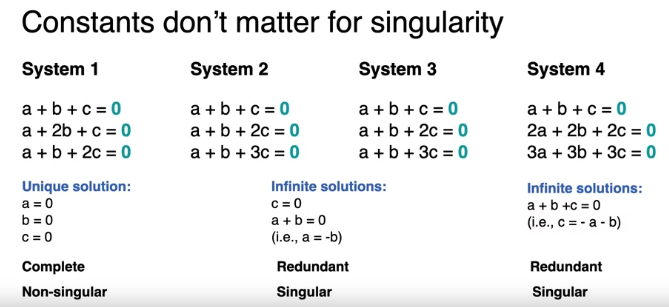 Constants don't matter for singularity
System 1
a + b + c = 0
a + 2b + c = 0
a + b + 2c = 0
Unique solution:
a = 0
b = 0
c = 0
Complete
Non-singular
System 2
a + b + c = 0
a + b + 2c = 0
a + b + 3c = 0
System 3
a + b + c = 0
a + b + 2c = 0
a + b + 3c = 0
Infinite solutions:
c = 0
a + b = 0
(i.e., a = -b)
Redundant
Singular
System 4
a + b + c = 0
2a + 2b + 2c = 0
3a + 3b + 3c = 0
Infinite solutions:
a + b +c = 0
(i.e., c = - a - b)
Redundant
Singular